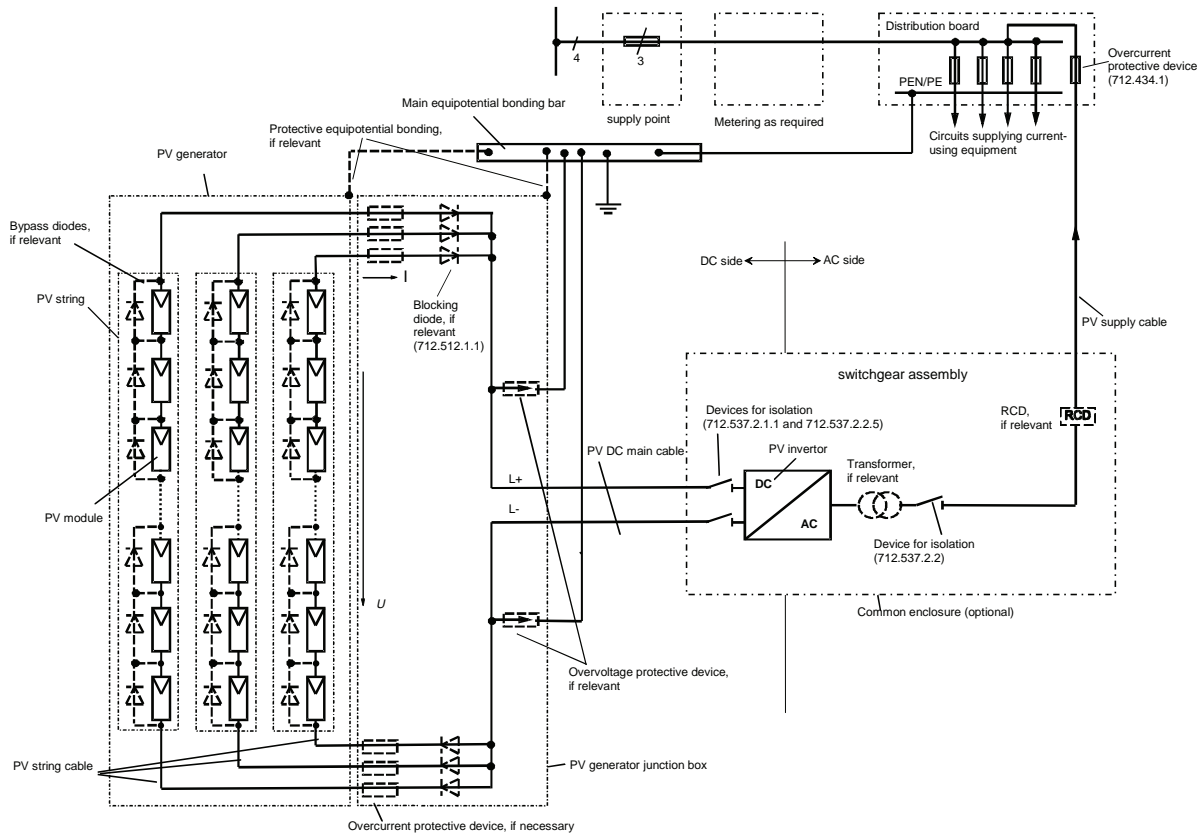 Distribution board
4
3
Overcurrent
protective device
(712.434.1)
PEN/PE
Main equipotential bonding bar
supply point
Metering as required
Circuits supplying current-
using equipment
Protective equipotential bonding,
if relevant
PV generator
Bypass diodes,
if relevant
PV string
I
Blocking
diode, if
relevant
(712.512.1.1)
DC side
AC side
PV supply cable
switchgear assembly
Devices for isolation
(712.537.2.1.1 and 712.537.2.2.5)
RCD,
if relevant
RCD
PV DC main cable
PV invertor
Transformer,
if relevant
L+
DC
AC
L-
PV module
Device for isolation
(712.537.2.2)
U
Common enclosure (optional)
Overvoltage protective device,
if relevant
PV string cable
PV generator junction box
Overcurrent protective device, if necessary